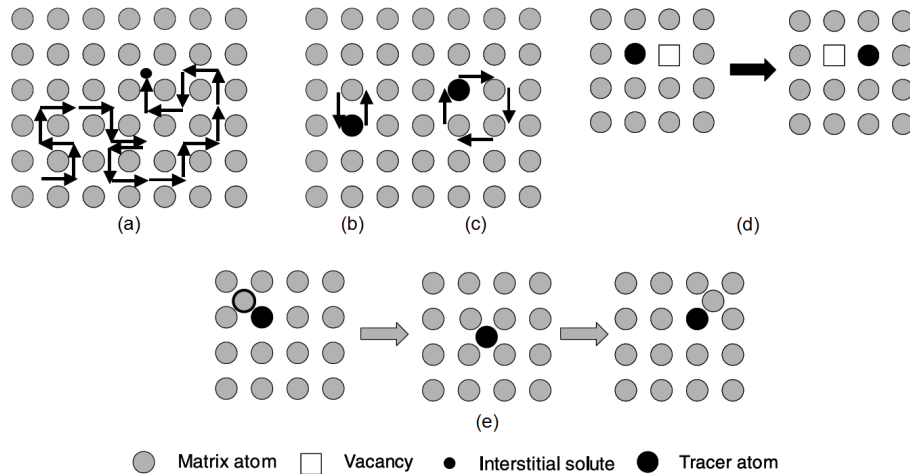 (a)
(b)
(c)
(d)
(e)
Matrix atom
Vacancy
Interstitial solute
Tracer atom